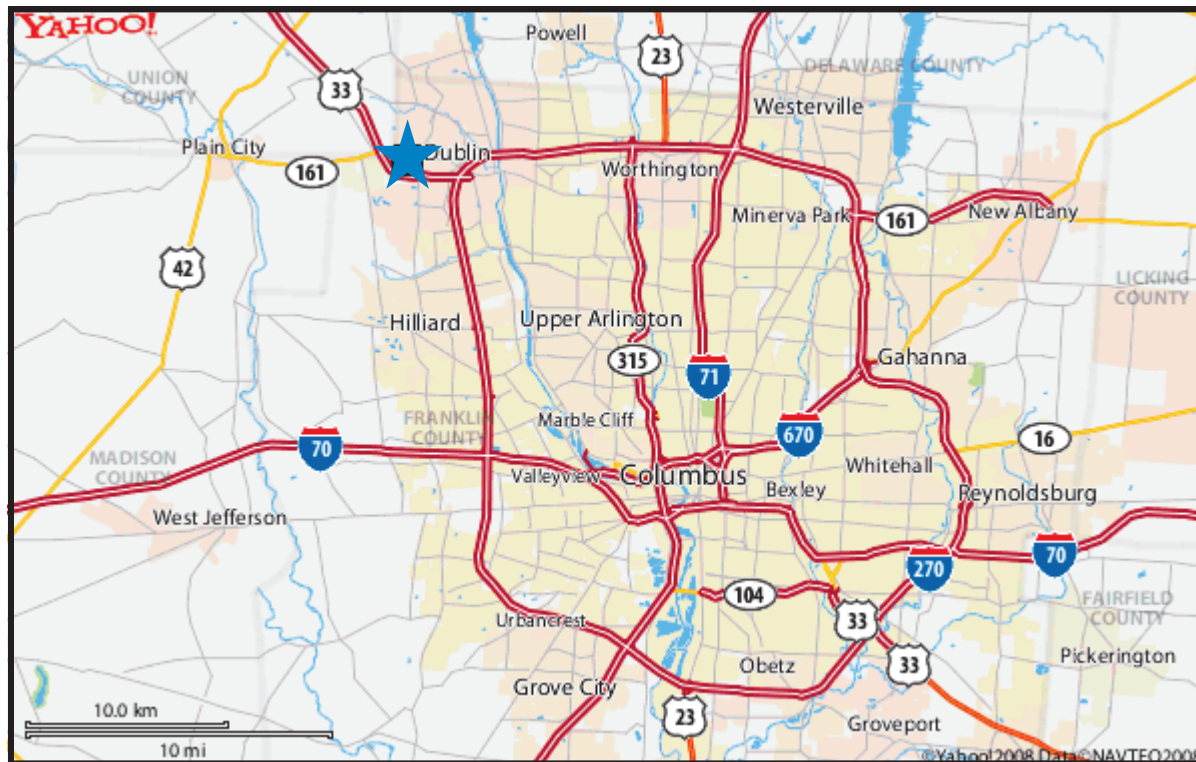 YAHOO!
Powell
23
DELAWARE COUNTY
UNION
COUNTY
33
Westerville
Plain City
161
Dublin
Worthington
Minerva Park
161
New Albany
42
LICKING
COUNTY
Hilliard
Upper Arlington
315
71
Gahanna
FRANKLIN
COUNTY
Marble Cliff
670
16
70
MADISON
COUNTY
Valleyview
Columbus
Whitehall
Bexley
Reynoldsburg
West Jefferson
70
270
104
33
FAIRFIELD
COUNTY
Urbancrest
Obetz
33
Pickerington
Grove City
23
Groveport
10.0 km
10 mi
©Yahoo!2008 Data©NAVTEQ2008